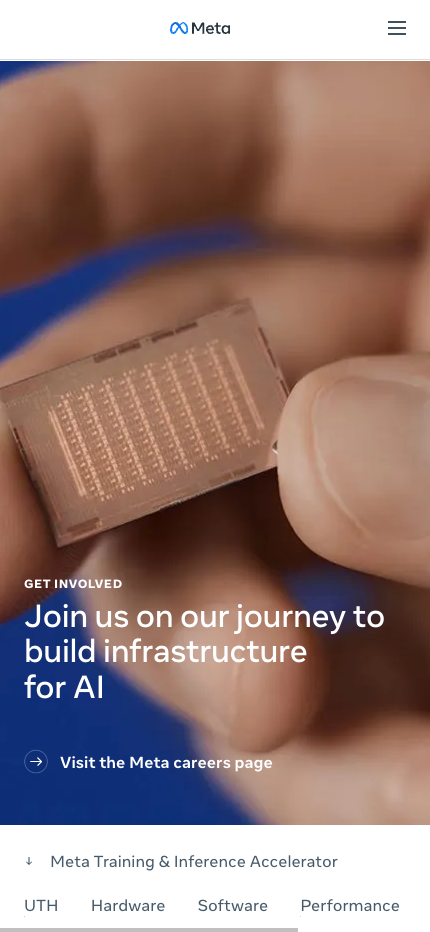 Meta
GET INVOLVED
Join us on our journey to
build infrastructure
for AI
Visit the Meta careers page
Meta Training & Inference Accelerator
UTH
Hardware
Software
Performance